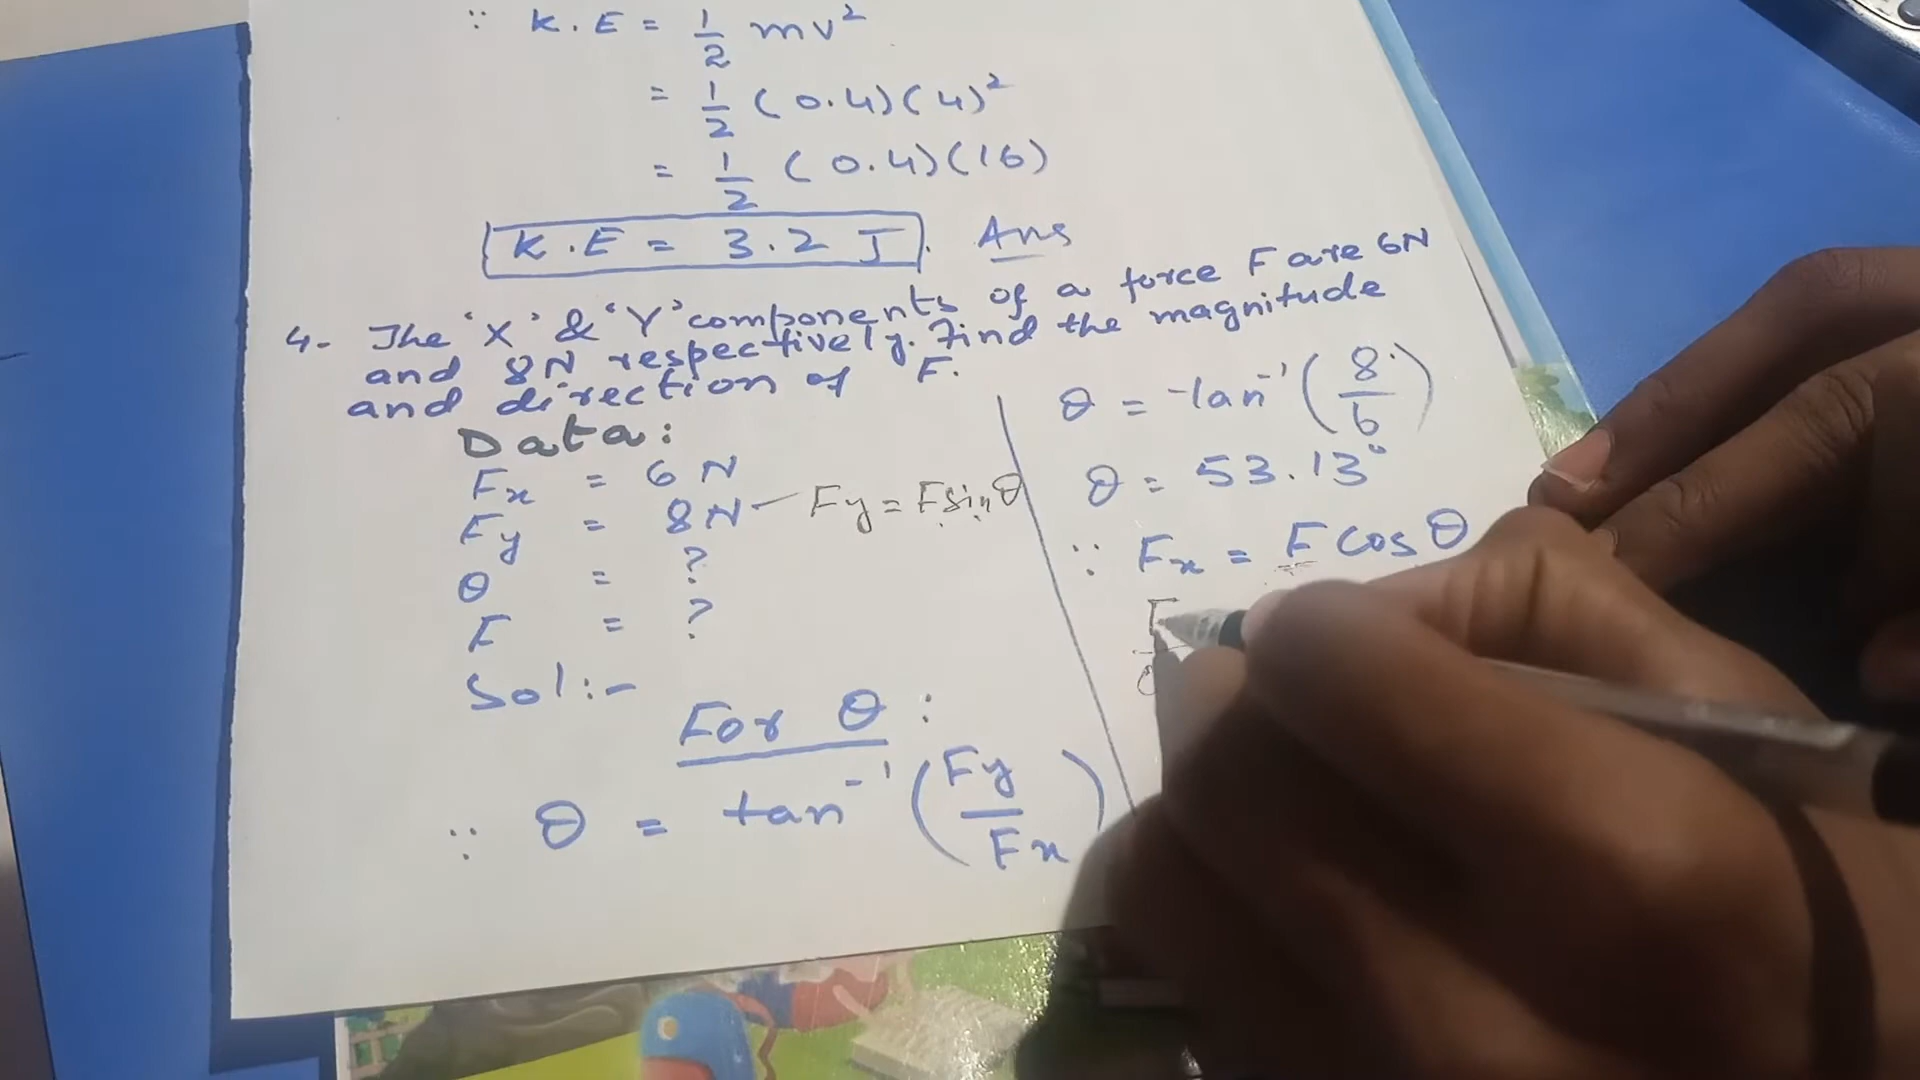 ∵ K.E = 1/2 mv²
= 1/2 (0.4)(4)²
= 1/2 (0.4)(16)
K.E = 3.2 J. Ans
4- The 'X' & 'Y' components of a force F are 6N
and 8N respectively. Find the magnitude
and direction of F.
Data:
Fx = 6 N
Fy = 8N — Fy = Fsinθ
θ = ?
F = ?
Sol:-
For θ:
∵ θ = tan⁻¹ (Fy/Fx)
θ = tan⁻¹ (8/6)
θ = 53.13°
∵ Fx = F cos θ
F